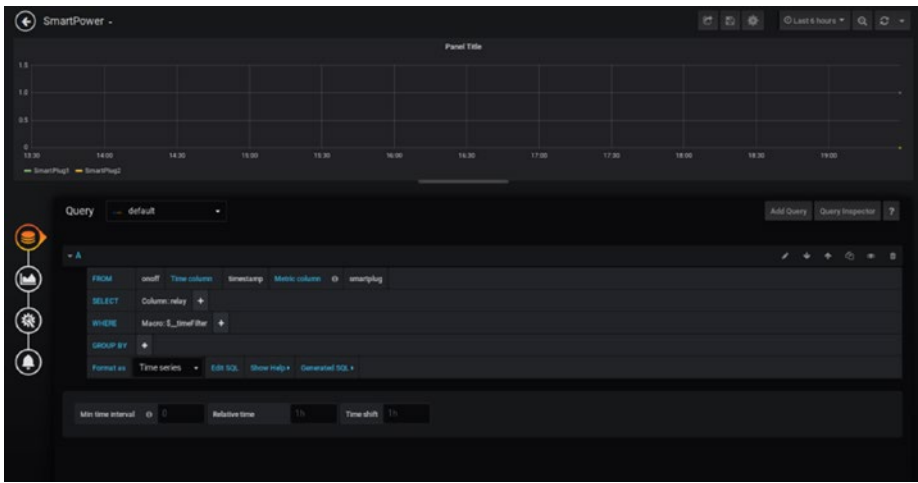 SmartPower
Last 6 hours
Panel Title
1.5
1.0
0.5
0
13:30 14:00 14:30 15:00 15:30 16:00 16:30 17:00 17:30 18:00 18:30 19:00
SmartPlug1 SmartPlug2
Query default
Add Query Query Inspector ?
A
FROM onoff Time column timestamp Metric column smartplug
SELECT Column: relay +
WHERE Macro: $__timeFilter +
GROUP BY +
Format as Time series Edit SQL Show Help Generated SQL
Min time interval 0 Relative time 1h Time shift 1h